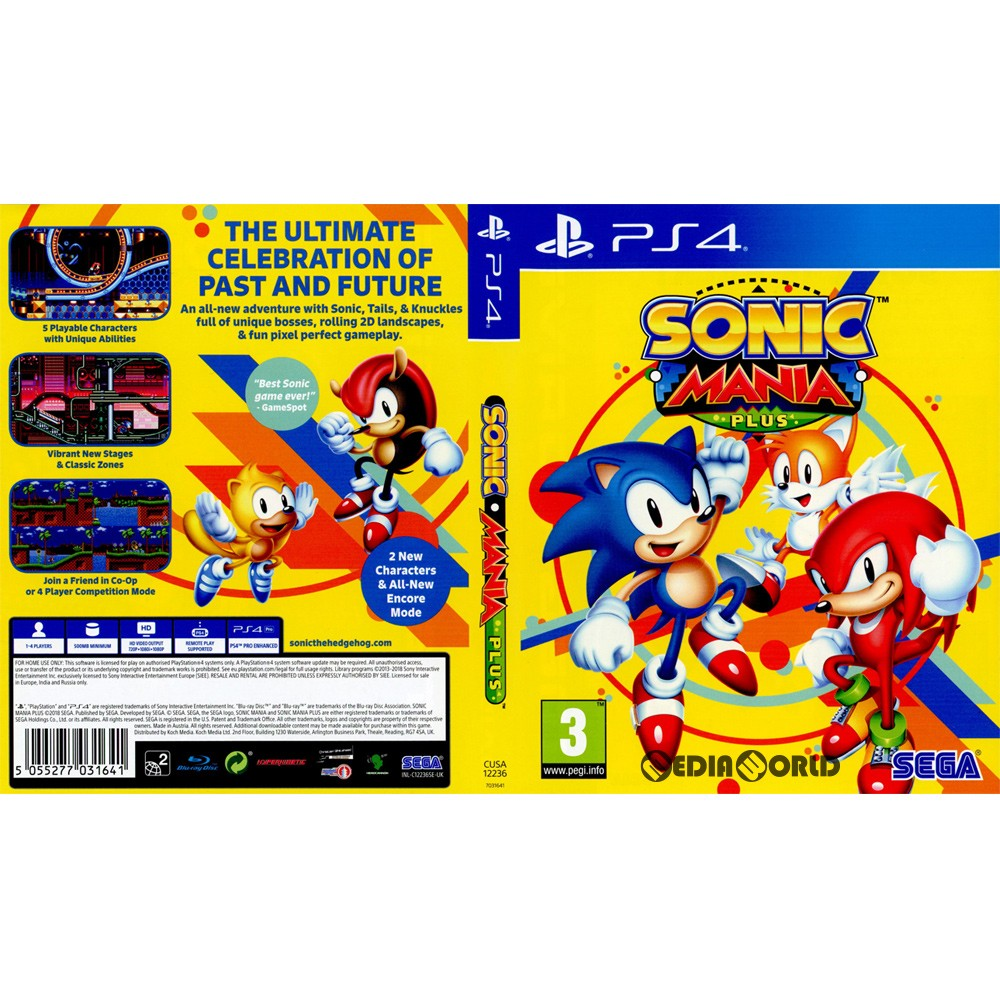 THE ULTIMATE
CELEBRATION OF
PAST AND FUTURE
An all-new adventure with Sonic, Tails, & Knuckles
full of unique bosses, rolling 2D landscapes,
& fun pixel perfect gameplay.
5 Playable Characters
with Unique Abilities
"Best Sonic
game ever!"
- GameSpot
Vibrant New Stages
& Classic Zones
2 New
Characters
& All-New
Encore
Mode
Join a Friend in Co-Op
or 4 Player Competition Mode
1-4 PLAYERS
500MB MINIMUM
HD
HD VIDEO OUTPUT
720P•1080i•1080P
REMOTE PLAY
SUPPORTED
PS4 Pro
PS4™ PRO ENHANCED
sonicthehedgehog.com
FOR HOME USE ONLY: This software is licensed for play on authorised PlayStation®4 systems only. A PlayStation®4 system software update may be required. All unauthorised access,
use or transfer of the product or its underlying copyright and trademark works is prohibited. See eu.playstation.com/legal for full usage rights. Library programs ©2013-2018 Sony Interactive
Entertainment Inc. exclusively licensed to Sony Interactive Entertainment Europe (SIEE). RESALE AND RENTAL ARE PROHIBITED UNLESS EXPRESSLY AUTHORISED BY SIEE. Licensed for sale
in Europe, India and Russia only.
"PlayStation" and "PS4" are registered trademarks of Sony Interactive Entertainment Inc. "Blu-ray Disc™" and "Blu-ray™" are trademarks of the Blu-ray Disc Association. SONIC
MANIA PLUS ©2018 SEGA. Published by SEGA. Developed by SEGA. © SEGA. SEGA, the SEGA logo, SONIC MANIA and SONIC MANIA PLUS are either registered trademarks or trademarks of
SEGA Holdings Co., Ltd. or its affiliates. All rights reserved. SEGA is registered in the U.S. Patent and Trademark Office. All other trademarks, logos and copyrights are property of their respective
owners. Made in Austria. All rights reserved. Additional downloadable content may be made available for purchase within this game.
Distributed by Koch Media. Koch Media Ltd. 2nd Floor, Building 1230 Waterside, Arlington Business Park, Theale, Reading, RG7 4SA, UK.
5 055277 031641
2
Blu-ray Disc
HYPERKINETIC
SEGA
INL-C12236SE-UK
PS4
SONIC MANIA PLUS
CUSA
12236
7031641
PS4
SONIC™
MANIA
PLUS
3
www.pegi.info
MEDIAWORLD
SEGA